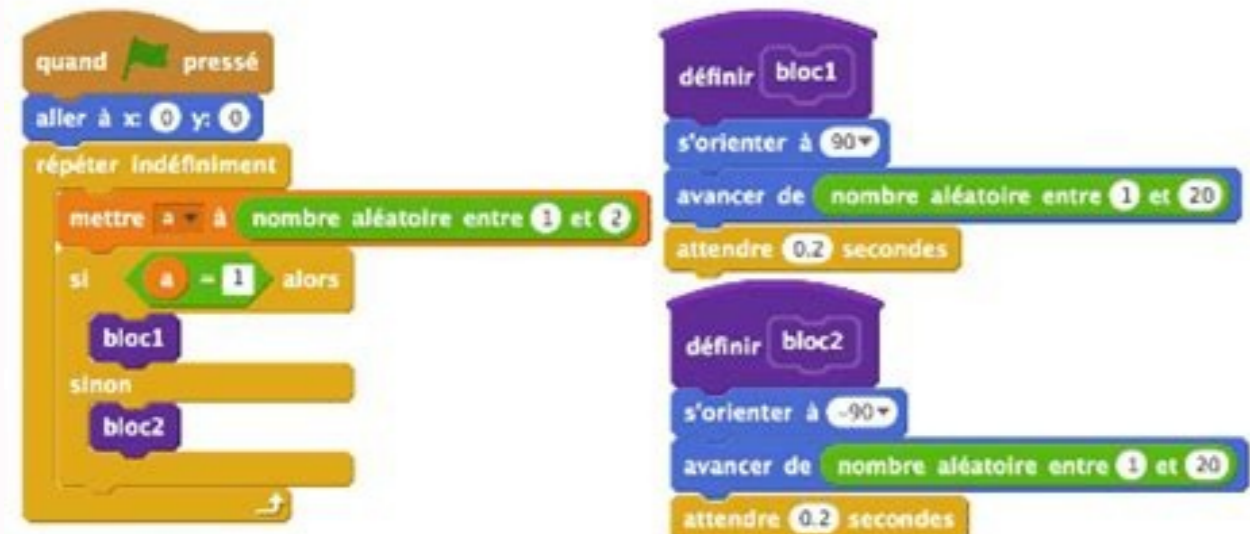 quand pressé
aller à x: 0 y: 0
répéter indéfiniment
mettre a à nombre aléatoire entre 1 et 2
si a = 1 alors
bloc1
sinon
bloc2
définir bloc1
s'orienter à 90
avancer de nombre aléatoire entre 1 et 20
attendre 0.2 secondes
définir bloc2
s'orienter à -90
avancer de nombre aléatoire entre 1 et 20
attendre 0.2 secondes